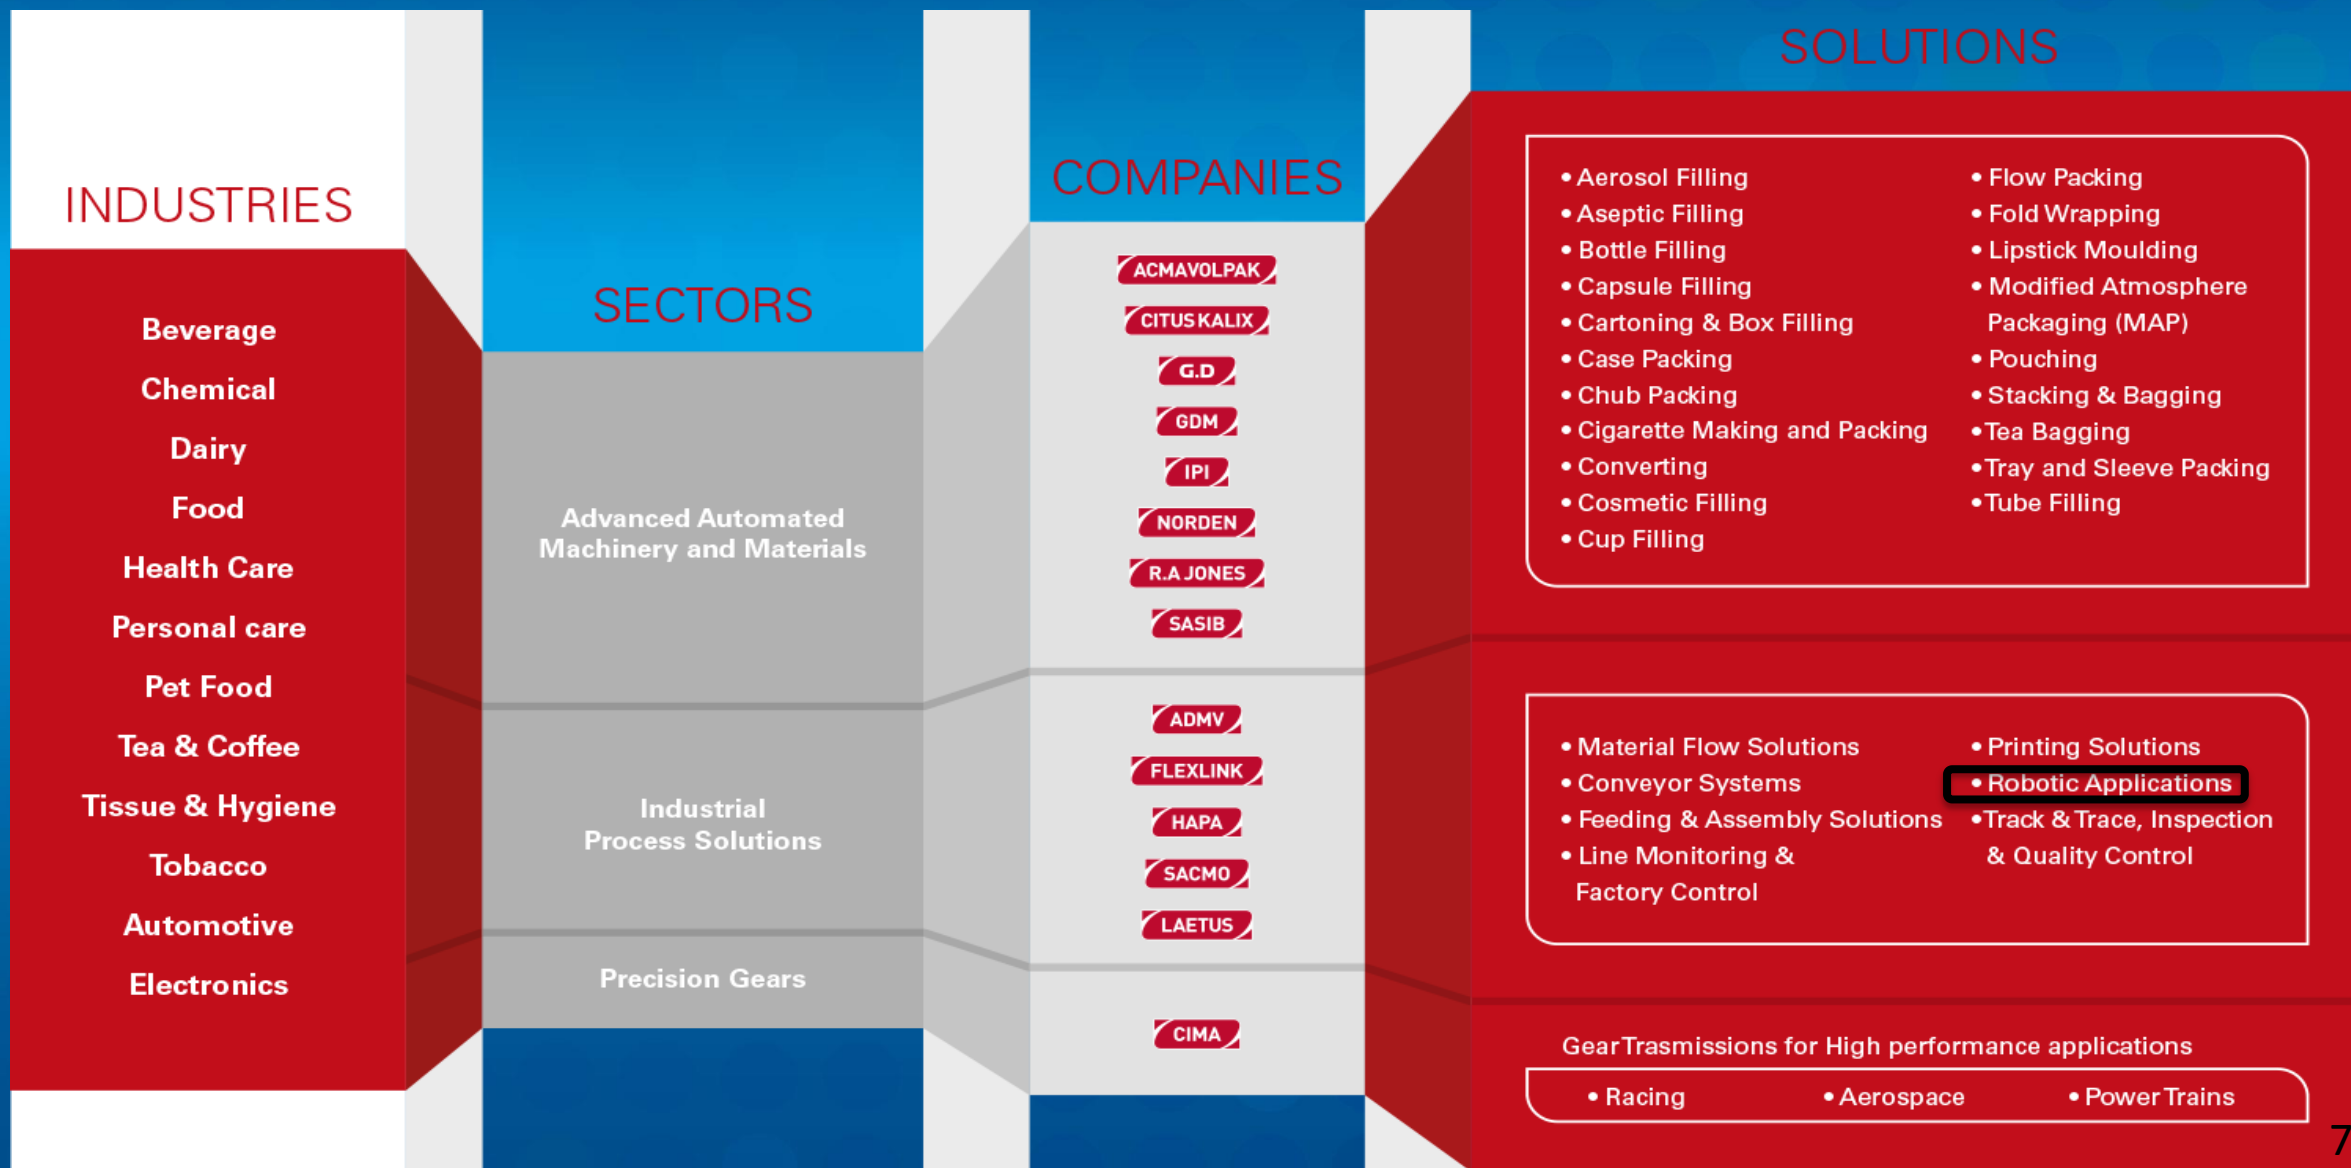 INDUSTRIES
Beverage
Chemical
Dairy
Food
Health Care
Personal care
Pet Food
Tea & Coffee
Tissue & Hygiene
Tobacco
Automotive
Electronics
SECTORS
Advanced Automated
Machinery and Materials
Industrial
Process Solutions
Precision Gears
COMPANIES
ACMAVOLPAK
CITUS KALIX
G.D
GDM
IPI
NORDEN
R.A JONES
SASIB
ADMV
FLEXLINK
HAPA
SACMO
LAETUS
CIMA
SOLUTIONS
• Aerosol Filling
• Aseptic Filling
• Bottle Filling
• Capsule Filling
• Cartoning & Box Filling
• Case Packing
• Chub Packing
• Cigarette Making and Packing
• Converting
• Cosmetic Filling
• Cup Filling
• Flow Packing
• Fold Wrapping
• Lipstick Moulding
• Modified Atmosphere
Packaging (MAP)
• Pouching
• Stacking & Bagging
• Tea Bagging
• Tray and Sleeve Packing
• Tube Filling
• Material Flow Solutions
• Conveyor Systems
• Feeding & Assembly Solutions
• Line Monitoring &
Factory Control
• Printing Solutions
• Robotic Applications
• Track & Trace, Inspection
& Quality Control
Gear Trasmissions for High performance applications
• Racing
• Aerospace
• Power Trains
7